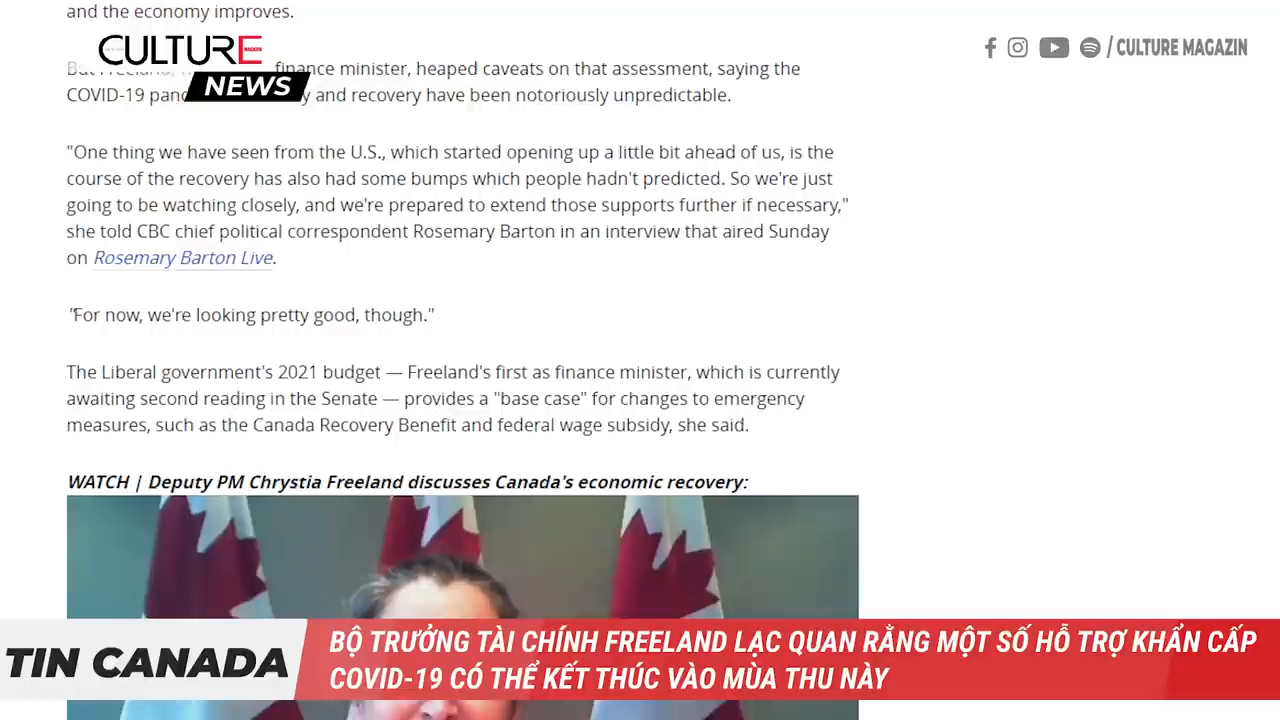 and the economy improves.
CULTURE
MAGAZIN
/ CULTURE MAGAZIN
NEWS
finance minister, heaped caveats on that assessment, saying the
COVID-19 and recovery have been notoriously unpredictable.
"One thing we have seen from the U.S., which started opening up a little bit ahead of us, is the
course of the recovery has also had some bumps which people hadn't predicted. So we're just
going to be watching closely, and we're prepared to extend those supports further if necessary,"
she told CBC chief political correspondent Rosemary Barton in an interview that aired Sunday
on Rosemary Barton Live.
"For now, we're looking pretty good, though."
The Liberal government's 2021 budget — Freeland's first as finance minister, which is currently
awaiting second reading in the Senate — provides a "base case" for changes to emergency
measures, such as the Canada Recovery Benefit and federal wage subsidy, she said.
WATCH | Deputy PM Chrystia Freeland discusses Canada's economic recovery:
TIN CANADA
BỘ TRƯỞNG TÀI CHÍNH FREELAND LẠC QUAN RẰNG MỘT SỐ HỖ TRỢ KHẨN CẤP
COVID-19 CÓ THỂ KẾT THÚC VÀO MÙA THU NÀY